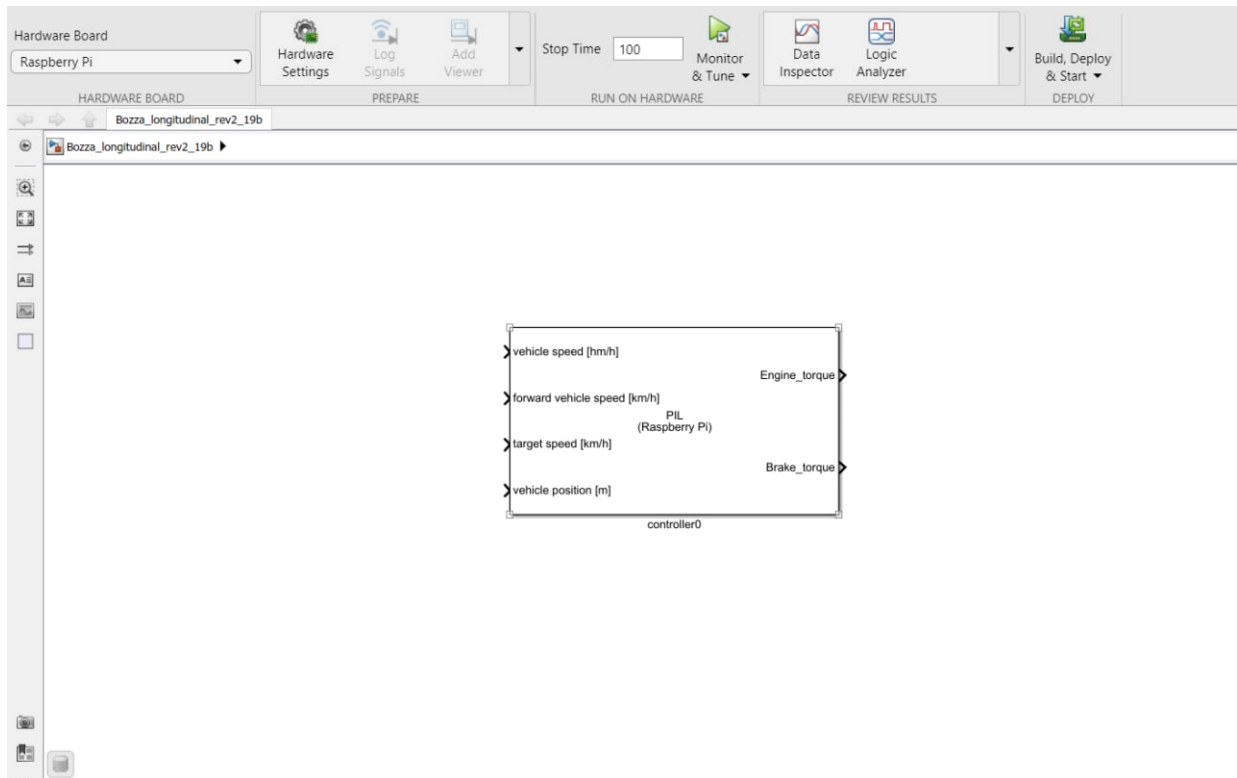 Hardware Board
Raspberry Pi
HARDWARE BOARD
Hardware
Settings
Log
Signals
Add
Viewer
PREPARE
Stop Time 100
Monitor
& Tune
RUN ON HARDWARE
Data
Inspector
Logic
Analyzer
REVIEW RESULTS
Build, Deploy
& Start
DEPLOY
Bozza_longitudinal_rev2_19b
Bozza_longitudinal_rev2_19b
vehicle speed [hm/h]
forward vehicle speed [km/h]
target speed [km/h]
vehicle position [m]
PIL
(Raspberry Pi)
Engine_torque
Brake_torque
controller0